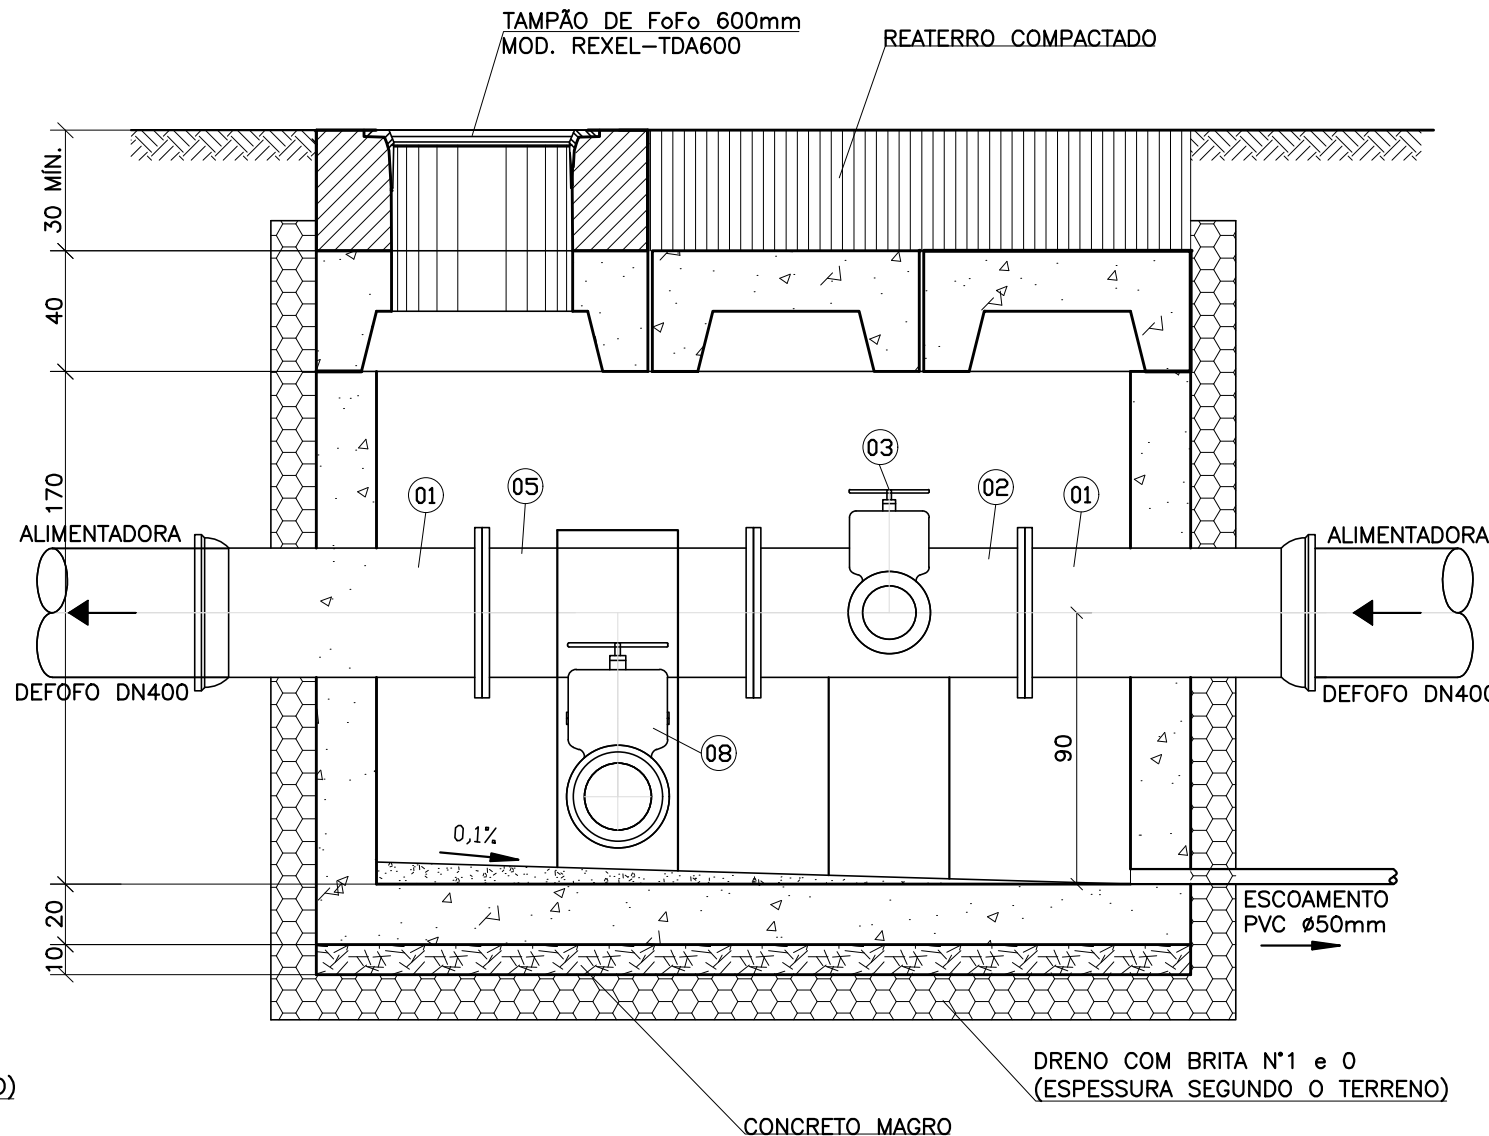 TAMPÃO DE FoFo 600mm
MOD. REXEL-TDA600
REATERRO COMPACTADO
30 MÍN.
40
170
20
10
03
01
05
02
01
ALIMENTADORA
ALIMENTADORA
DEFOFO DN400
DEFOFO DN400
08
90
0,1%
ESCOAMENTO
PVC ø50mm
DRENO COM BRITA N°1 e 0
(ESPESSURA SEGUNDO O TERRENO)
CONCRETO MAGRO
O)